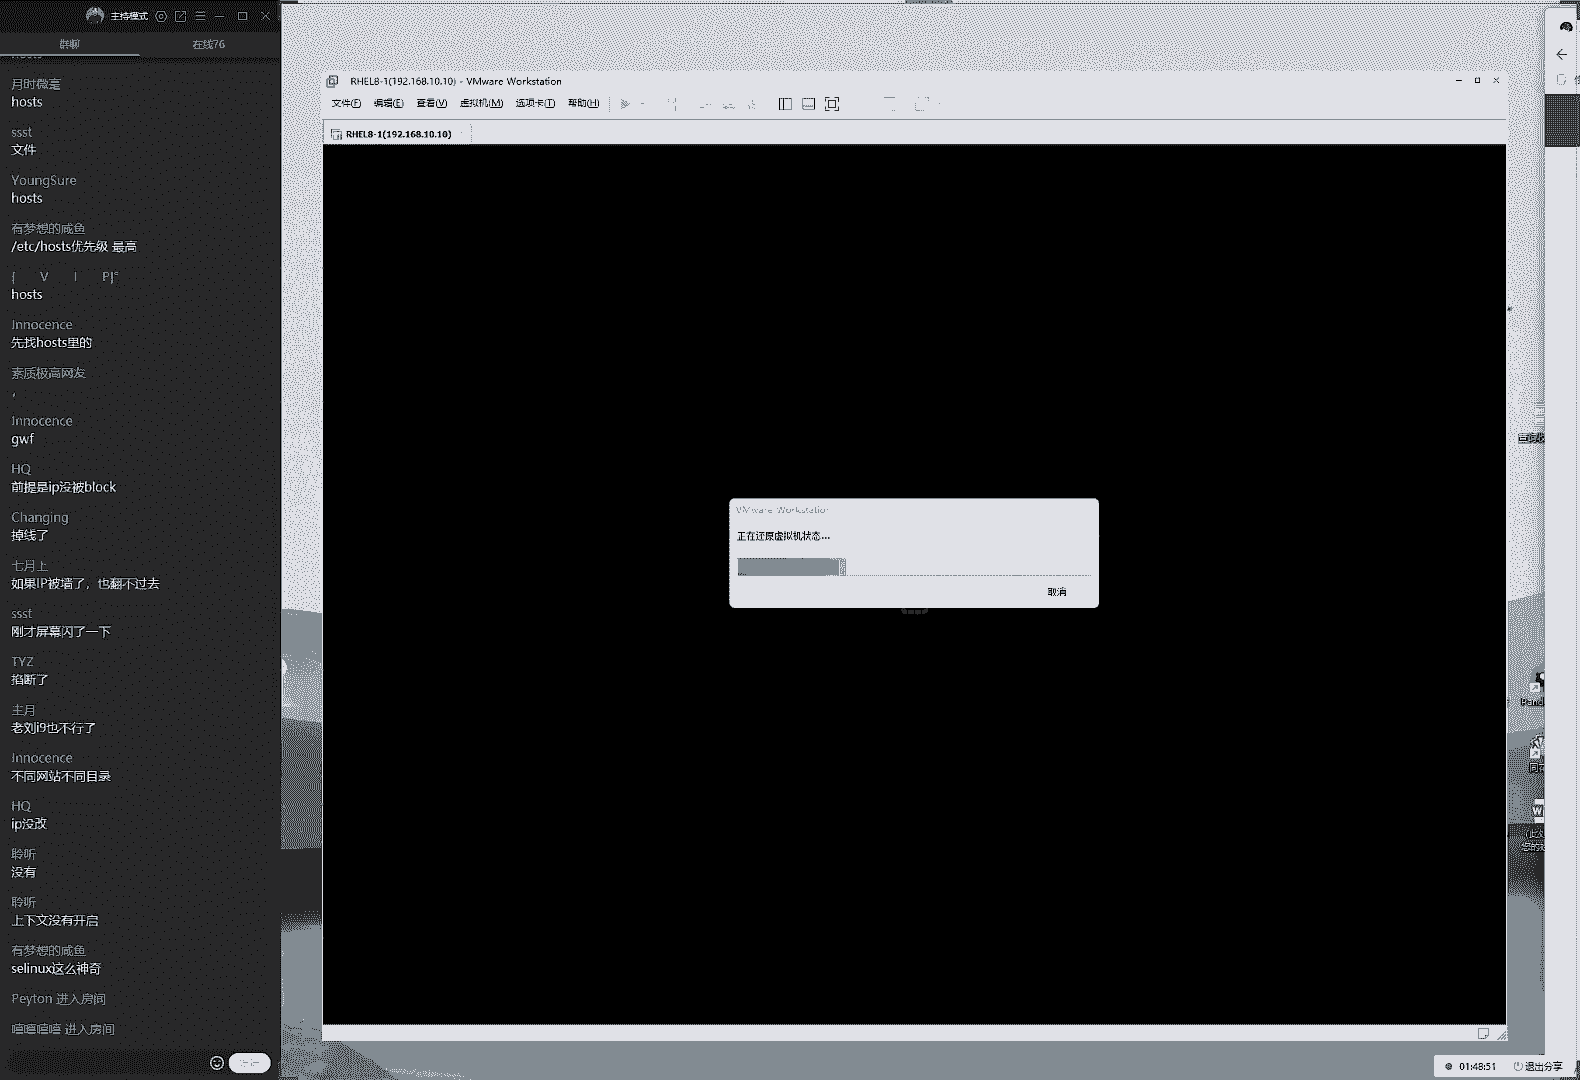 主持模式
群聊
在线76
hosts
月时微寔
hosts
ssst
文件
YoungSure
hosts
有梦想的咸鱼
/etc/hosts优先级 最高
[ V I P]°
hosts
Innocence
先找hosts里的
素质极高网友
,
Innocence
gwf
HQ
前提是ip没被block
Changing
掉线了
七月上
如果IP被墙了，也翻不过去
ssst
刚才屏幕闪了一下
TYZ
掐断了
主月
老刘i9也不行了
Innocence
不同网站不同目录
HQ
ip没改
聆听
没有
聆听
上下文没有开启
有梦想的咸鱼
selinux这么神奇
Peyton 进入房间
嘻嘻嘻嘻 进入房间
RHEL8-1(192.168.10.10) - VMware Workstation
文件(F) 编辑(E) 查看(V) 虚拟机(M) 选项卡(T) 帮助(H)
RHEL8-1(192.168.10.10)
VMware Workstation
正在还原虚拟机状态...
取消
01:48:51
退出分享